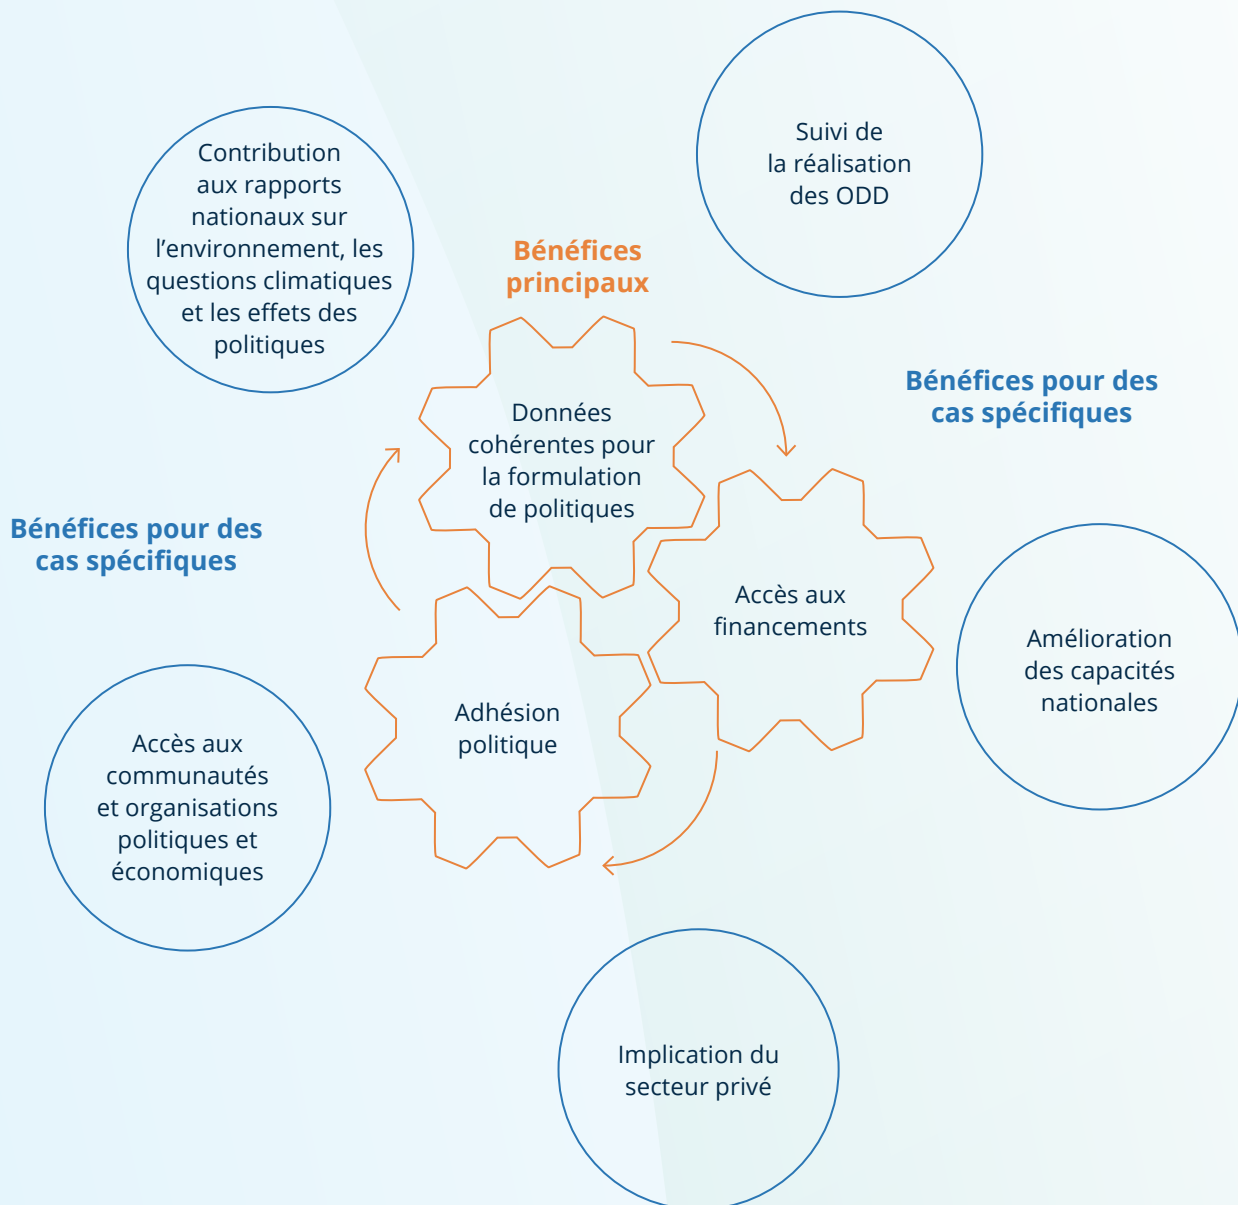 Suivi de
la réalisation
des ODD
Contribution
aux rapports
nationaux sur
l’environnement, les
questions climatiques
et les effets des
politiques
Bénéfices
principaux
Bénéfices pour des
cas spécifiques
Données
cohérentes pour
la formulation
de politiques
Bénéfices pour des
cas spécifiques
Accès aux
financements
Amélioration
des capacités
nationales
Adhésion
politique
Accès aux
communautés
et organisations
politiques et
économiques
Implication du
secteur privé